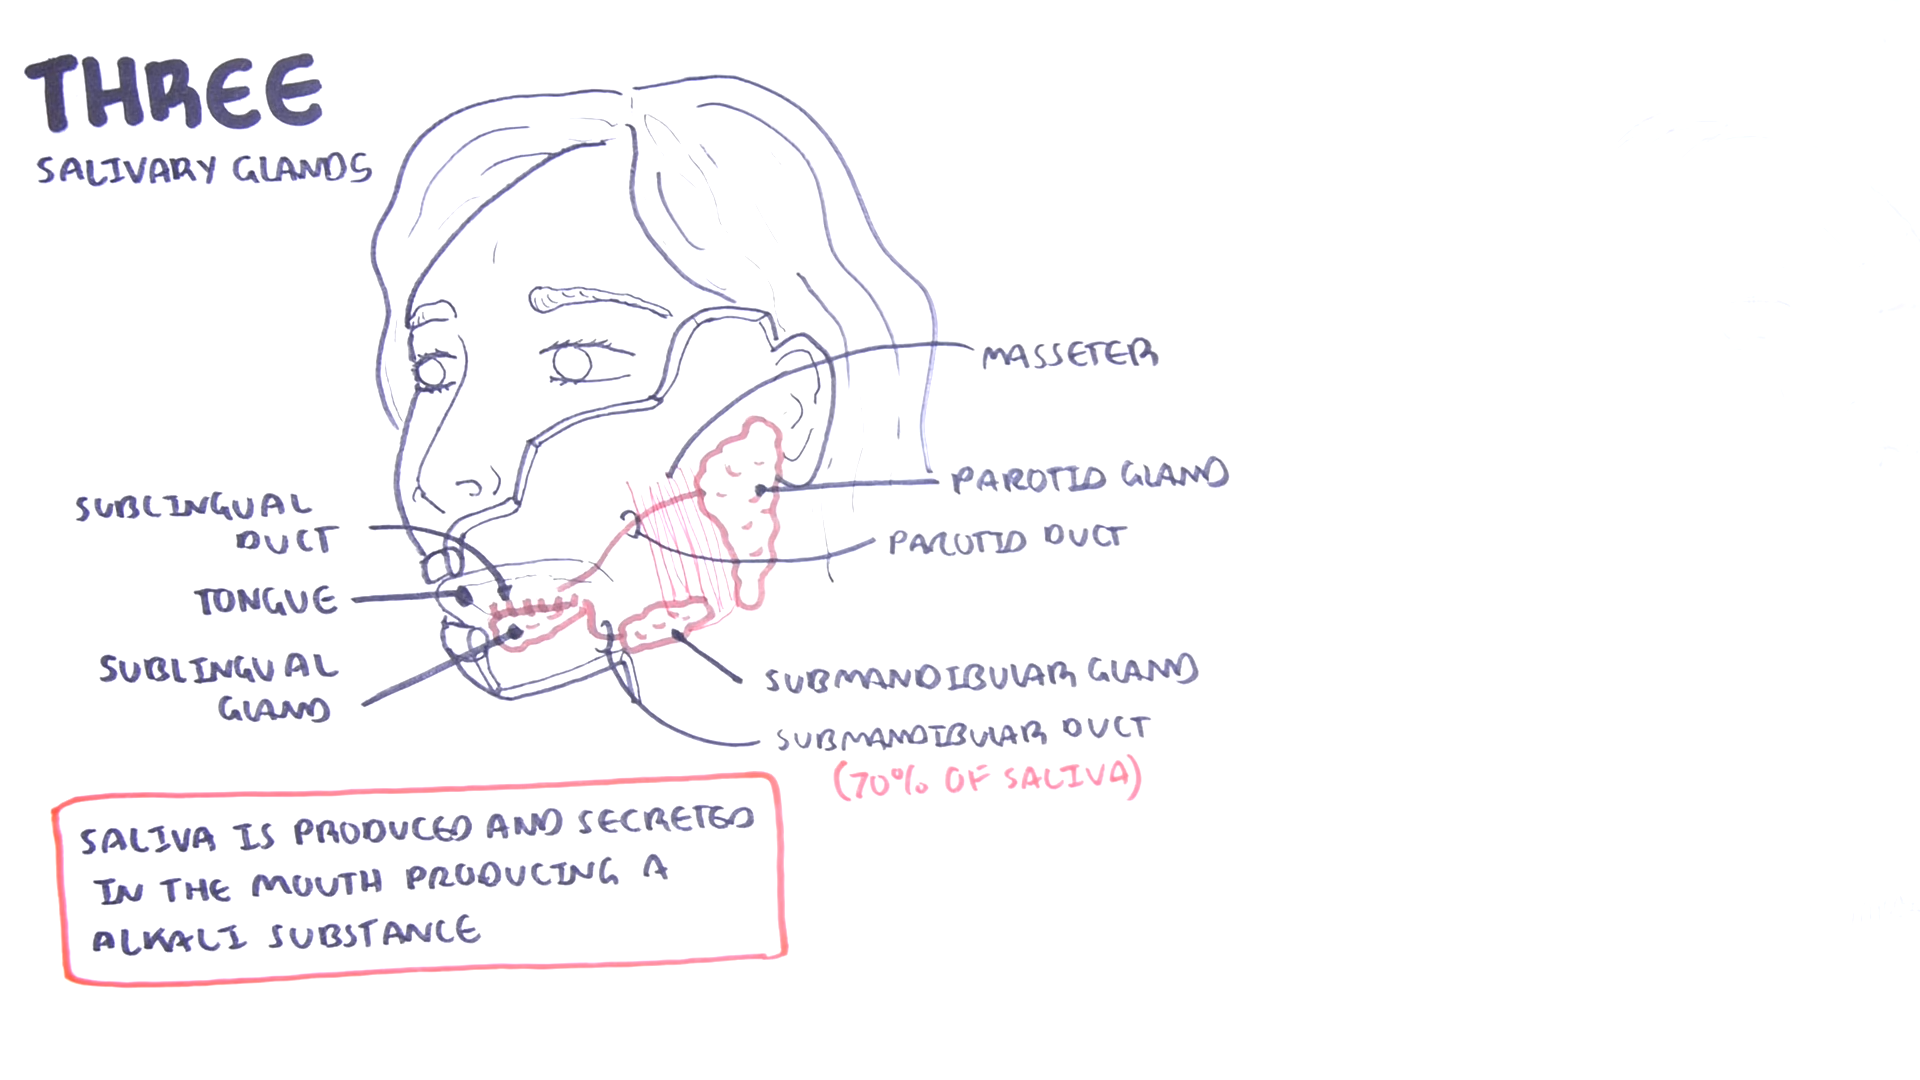 THREE
SALIVARY GLANDS
MASSETER
PAROTID GLAND
PAROTID DUCT
SUBLINGUAL
DUCT
TONGUE
SUBLINGUAL
GLAND
SUBMANDIBULAR GLAND
SUBMANDIBULAR DUCT
(70% OF SALIVA)
SALIVA IS PRODUCED AND SECRETED
IN THE MOUTH PRODUCING A
ALKALI SUBSTANCE